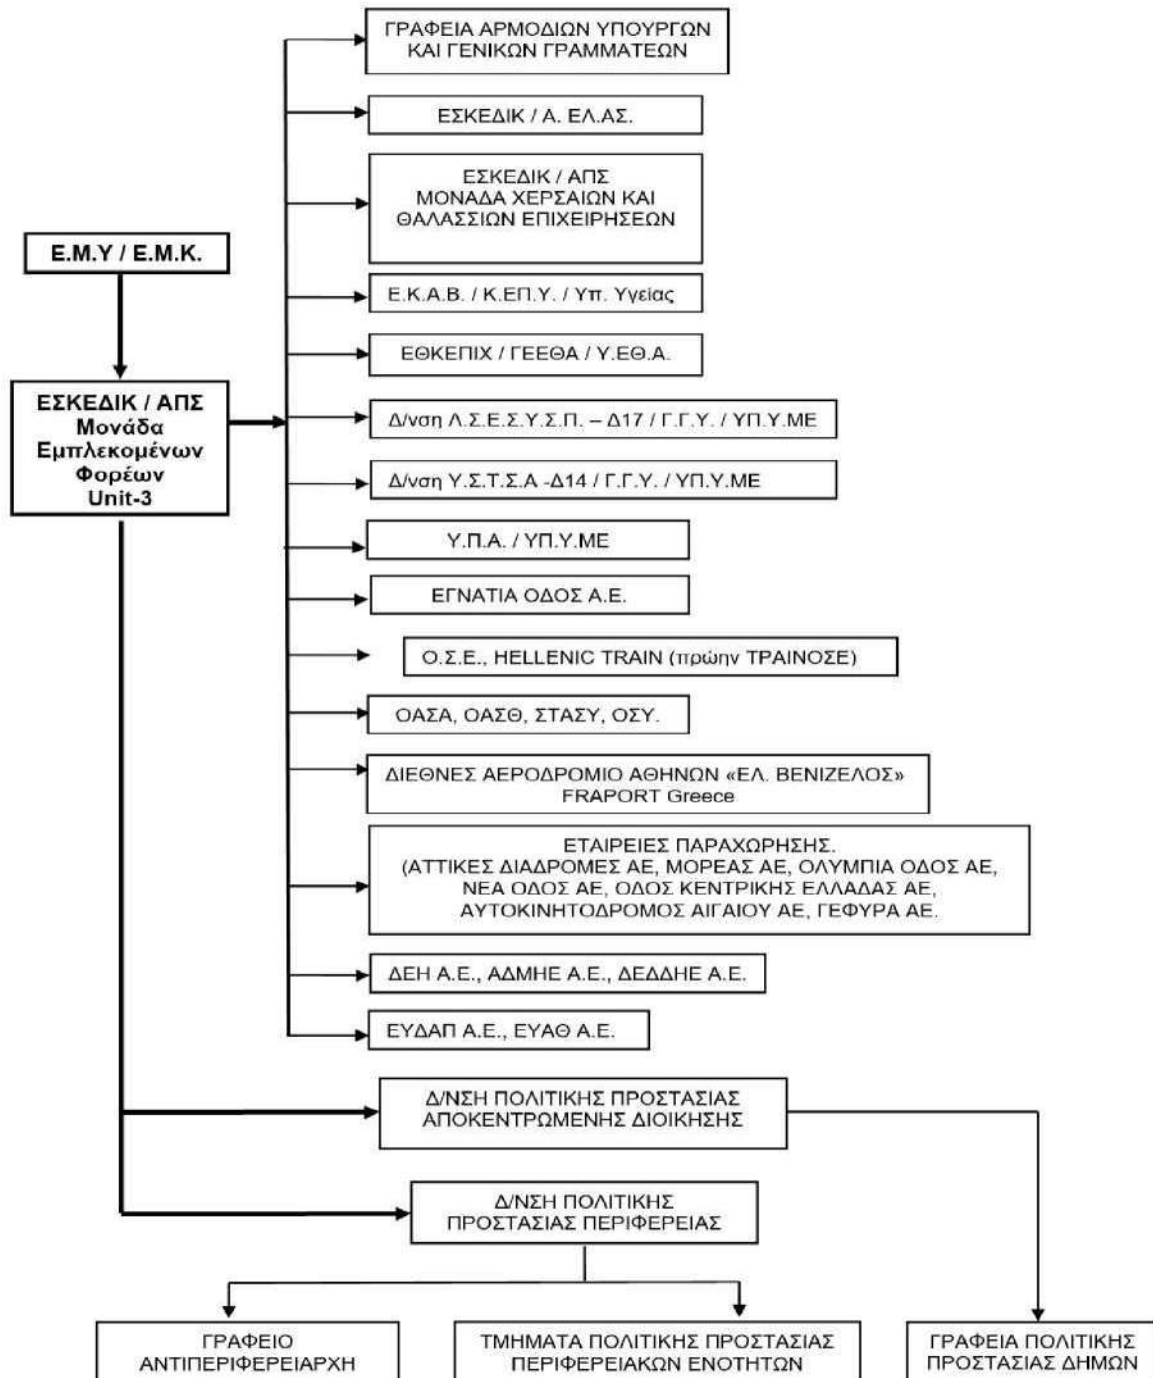 ΓΡΑΦΕΙΑ ΑΡΜΟΔΙΩΝ ΥΠΟΥΡΓΩΝ
ΚΑΙ ΓΕΝΙΚΩΝ ΓΡΑΜΜΑΤΕΩΝ
ΕΣΚΕΔΙΚ / Α. ΕΛ.ΑΣ.
ΕΣΚΕΔΙΚ / ΑΠΣ
ΜΟΝΑΔΑ ΧΕΡΣΑΙΩΝ ΚΑΙ
ΘΑΛΑΣΣΙΩΝ ΕΠΙΧΕΙΡΗΣΕΩΝ
Ε.Μ.Υ / Ε.Μ.Κ.
Ε.Κ.Α.Β. / Κ.ΕΠ.Υ. / Υπ. Υγείας
ΕΘΚΕΠΙΧ / ΓΕΕΘΑ / Υ.ΕΘ.Α.
ΕΣΚΕΔΙΚ / ΑΠΣ
Μονάδα
Εμπλεκομένων
Φορέων
Unit-3
Δ/νση Λ.Σ.Ε.Σ.Υ.Σ.Π. – Δ17 / Γ.Γ.Υ. / ΥΠ.Υ.ΜΕ
Δ/νση Υ.Σ.Τ.Σ.Α -Δ14 / Γ.Γ.Υ. / ΥΠ.Υ.ΜΕ
Υ.Π.Α. / ΥΠ.Υ.ΜΕ
ΕΓΝΑΤΙΑ ΟΔΟΣ Α.Ε.
Ο.Σ.Ε., HELLENIC TRAIN (πρώην ΤΡΑΙΝΟΣΕ)
ΟΑΣΑ, ΟΑΣΘ, ΣΤΑΣΥ, ΟΣΥ.
ΔΙΕΘΝΕΣ ΑΕΡΟΔΡΟΜΙΟ ΑΘΗΝΩΝ «ΕΛ. ΒΕΝΙΖΕΛΟΣ»
FRAPORT Greece
ΕΤΑΙΡΕΙΕΣ ΠΑΡΑΧΩΡΗΣΗΣ.
(ΑΤΤΙΚΕΣ ΔΙΑΔΡΟΜΕΣ ΑΕ, ΜΟΡΕΑΣ ΑΕ, ΟΛΥΜΠΙΑ ΟΔΟΣ ΑΕ,
ΝΕΑ ΟΔΟΣ ΑΕ, ΟΔΟΣ ΚΕΝΤΡΙΚΗΣ ΕΛΛΑΔΑΣ ΑΕ,
ΑΥΤΟΚΙΝΗΤΟΔΡΟΜΟΣ ΑΙΓΑΙΟΥ ΑΕ, ΓΕΦΥΡΑ ΑΕ.
ΔΕΗ Α.Ε., ΑΔΜΗΕ Α.Ε., ΔΕΔΔΗΕ Α.Ε.
ΕΥΔΑΠ Α.Ε., ΕΥΑΘ Α.Ε.
Δ/ΝΣΗ ΠΟΛΙΤΙΚΗΣ ΠΡΟΣΤΑΣΙΑΣ
ΑΠΟΚΕΝΤΡΩΜΕΝΗΣ ΔΙΟΙΚΗΣΗΣ
Δ/ΝΣΗ ΠΟΛΙΤΙΚΗΣ
ΠΡΟΣΤΑΣΙΑΣ ΠΕΡΙΦΕΡΕΙΑΣ
ΓΡΑΦΕΙΟ
ΑΝΤΙΠΕΡΙΦΕΡΕΙΑΡΧΗ
ΤΜΗΜΑΤΑ ΠΟΛΙΤΙΚΗΣ ΠΡΟΣΤΑΣΙΑΣ
ΠΕΡΙΦΕΡΕΙΑΚΩΝ ΕΝΟΤΗΤΩΝ
ΓΡΑΦΕΙΑ ΠΟΛΙΤΙΚΗΣ
ΠΡΟΣΤΑΣΙΑΣ ΔΗΜΩΝ